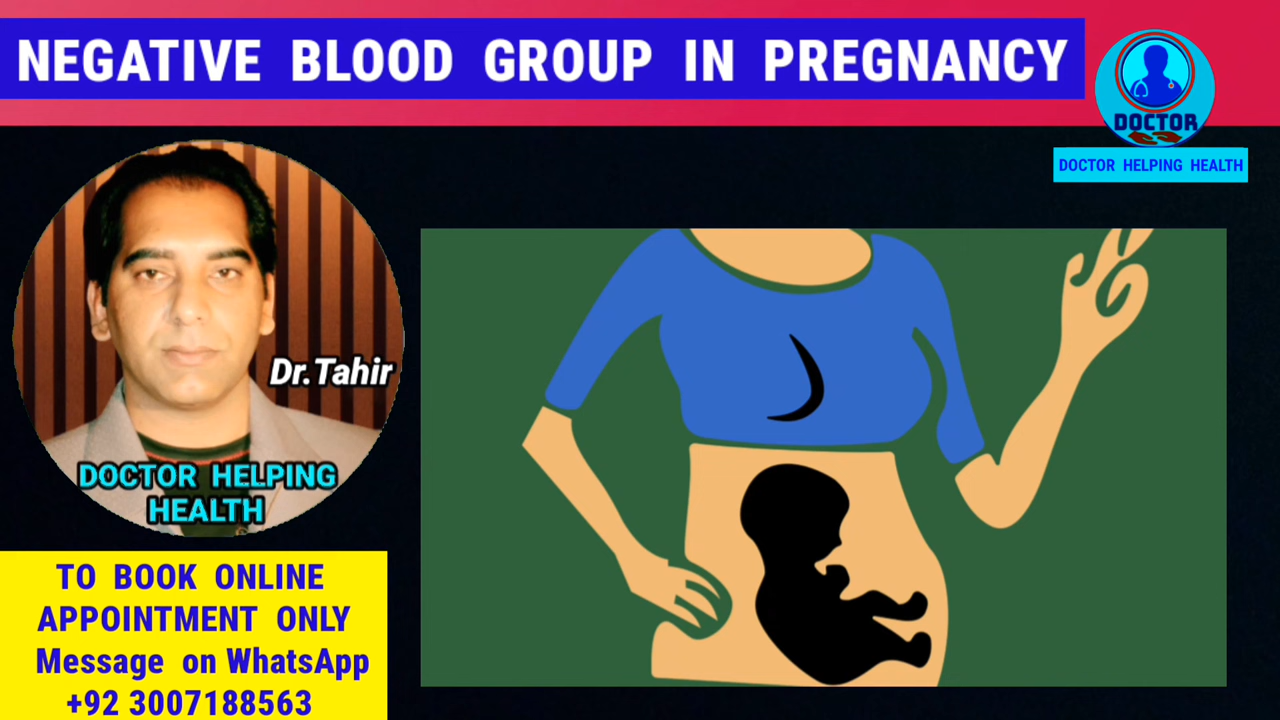 NEGATIVE BLOOD GROUP IN PREGNANCY
DOCTOR
DOCTOR HELPING HEALTH
Dr.Tahir
DOCTOR HELPING
HEALTH
TO BOOK ONLINE
APPOINTMENT ONLY
Message on WhatsApp
+92 3007188563